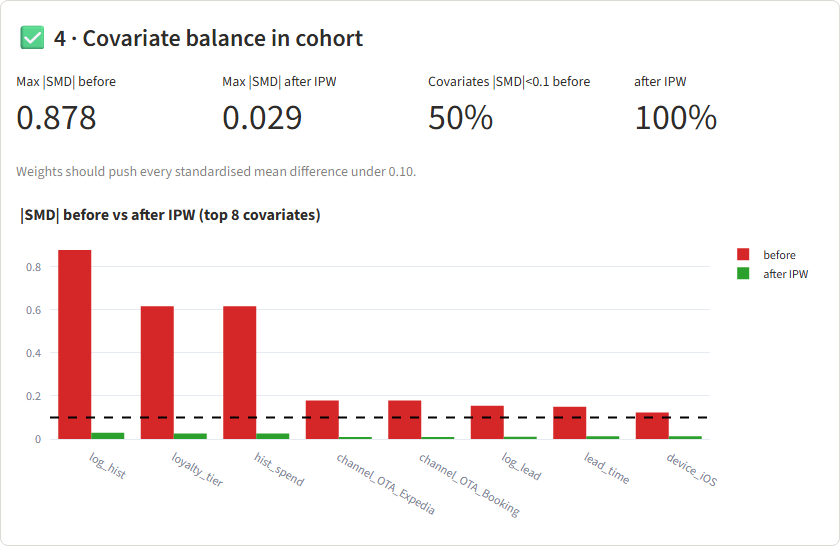 ✅ 4 · Covariate balance in cohort
Max |SMD| before
Max |SMD| after IPW
Covariates |SMD|<0.1 before
after IPW
0.878
0.029
50%
100%
Weights should push every standardised mean difference under 0.10.
|SMD| before vs after IPW (top 8 covariates)
before
after IPW
0.8
0.6
0.4
0.2
0
log_hist
loyalty_tier
hist_spend
channel_OTA_Expedia
channel_OTA_Booking
log_lead
lead_time
device_iOS